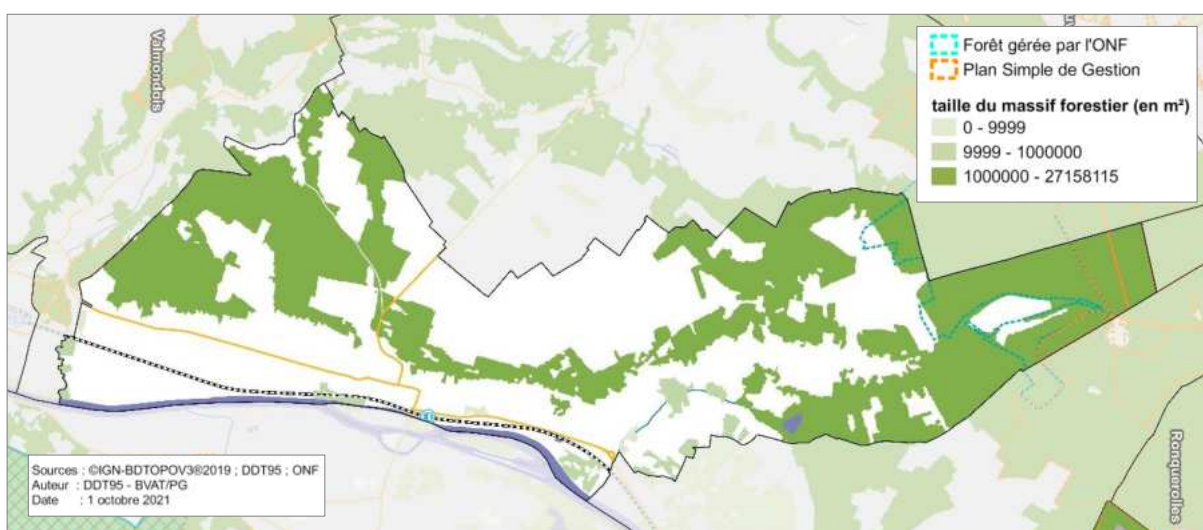 Valmondois
Forêt gérée par l'ONF
Plan Simple de Gestion
taille du massif forestier (en m²)
0 - 9999
9999 - 1000000
1000000 - 27158115
Ronquerolles
Sources : ©IGN-BDTOPOV3®2019 ; DDT95 ; ONF
Auteur : DDT95 - BVAT/PG
Date : 1 octobre 2021